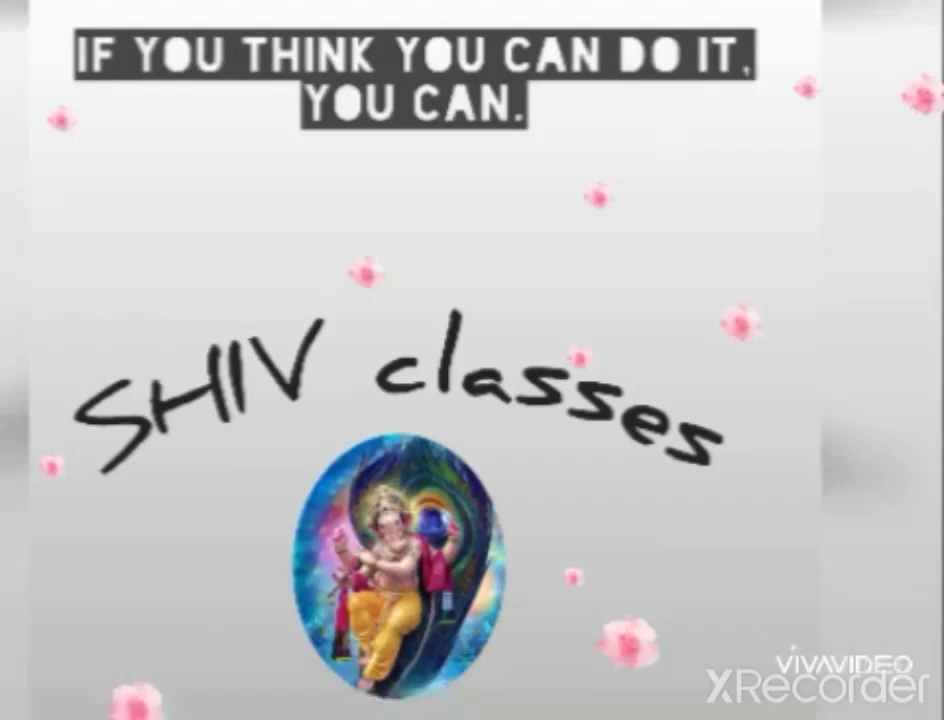 IF YOU THINK YOU CAN DO IT,
YOU CAN.
SHIV classes
VIVAVIDEO
XRecorder